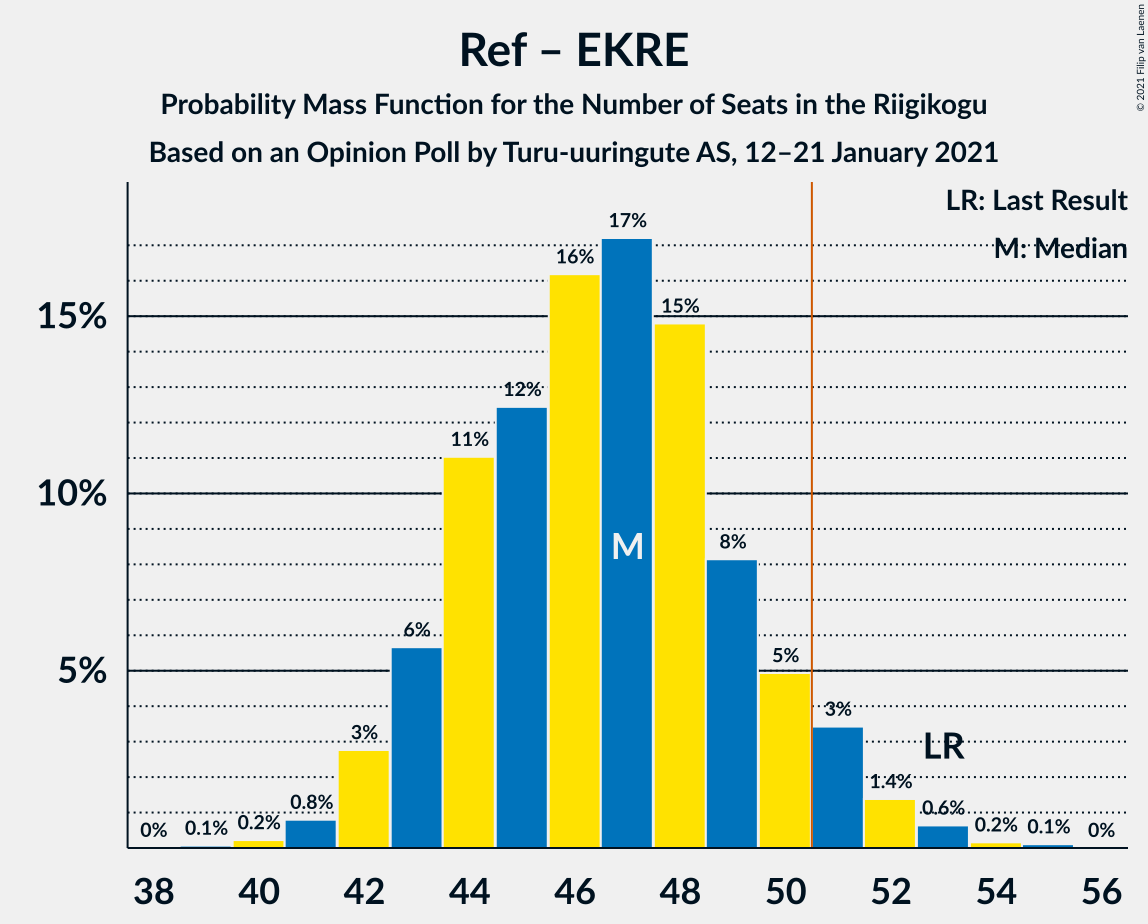 Ref – EKRE
Probability Mass Function for the Number of Seats in the Riigikogu
Based on an Opinion Poll by Turu-uuringute AS, 12–21 January 2021
© 2021 Filip van Laenen
LR: Last Result
M: Median
15%
10%
5%
0%
0.1%
0.2%
0.8%
3%
6%
11%
12%
16%
17%
15%
8%
5%
3%
1.4%
0.6%
0.2%
0.1%
0%
M
LR
38 40 42 44 46 48 50 52 54 56